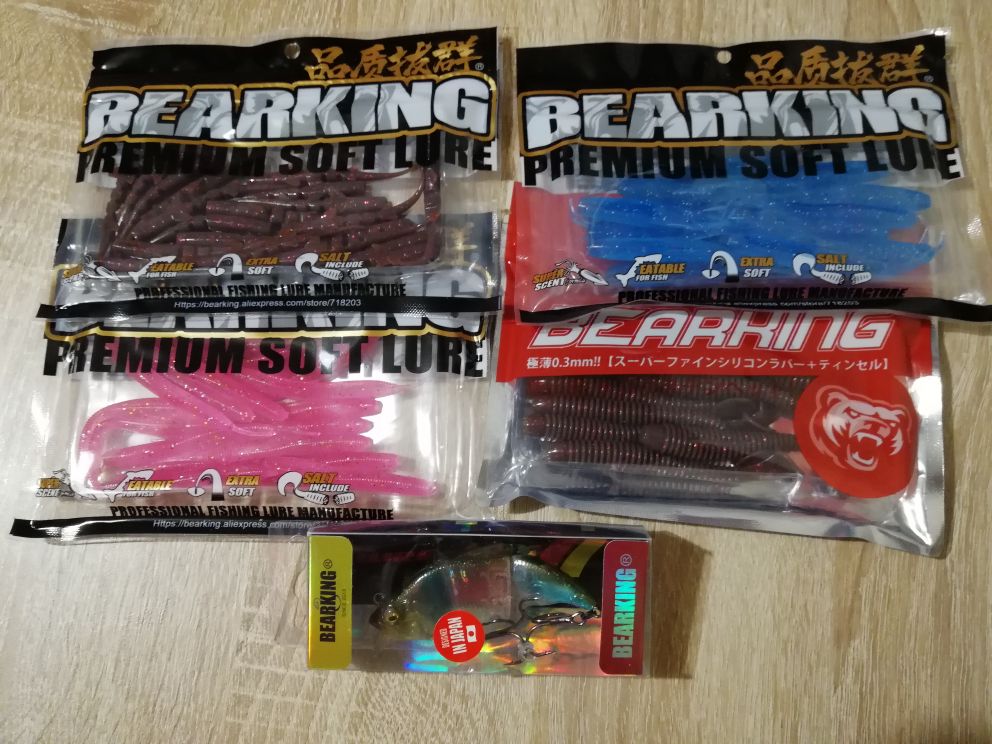 品质拔群®
BEARKING
PREMIUM SOFT LURE
EATABLE
FOR FISH
EXTRA
SOFT
SALT
INCLUDE
PROFESSIONAL FISHING LURE MANUFACTURE
Https://bearking.aliexpress.com/store/718203
品质拔群®
BEARKING
PREMIUM SOFT LURE
SUPER
SCENT
EATABLE
FOR FISH
EXTRA
SOFT
SALT
INCLUDE
PROFESSIONAL FISHING LURE MANUFACTURE
BEARKING
PREMIUM SOFT LURE
SUPER
SCENT
EATABLE
FOR FISH
EXTRA
SOFT
SALT
INCLUDE
PROFESSIONAL FISHING LURE MANUFACTURE
Https://bearking.aliexpress.com/store/
BEARKING
極薄0.3mm!!【スーパーファインシリコンラバー+ティンセル】
BEARKING®
DESIGNED
IN JAPAN
BEARKING®